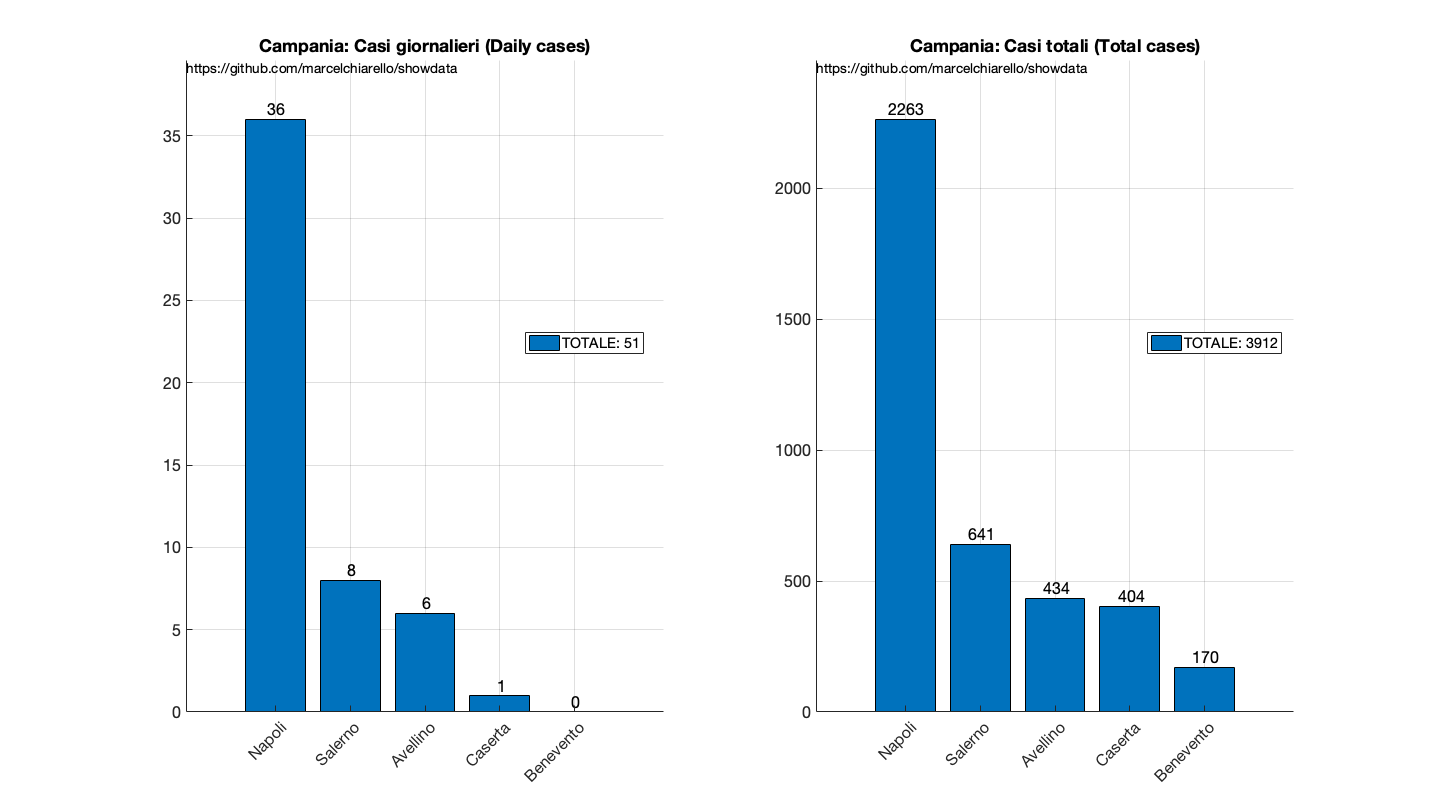 Campania: Casi giornalieri (Daily cases)
https://github.com/marcelchiarello/showdata
36
8
6
1
0
35
30
25
20
15
10
5
0
TOTALE: 51
Napoli
Salerno
Avellino
Caserta
Benevento
Campania: Casi totali (Total cases)
https://github.com/marcelchiarello/showdata
2263
641
434
404
170
2000
1500
1000
500
0
TOTALE: 3912
Napoli
Salerno
Avellino
Caserta
Benevento